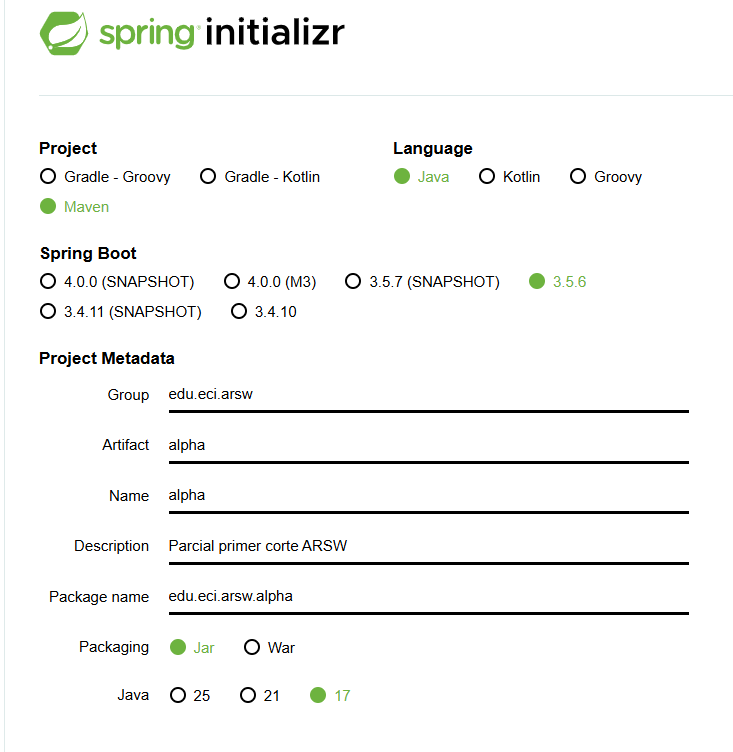 spring initializr
Project
Gradle - Groovy Gradle - Kotlin
Maven
Language
Java Kotlin Groovy
Spring Boot
4.0.0 (SNAPSHOT) 4.0.0 (M3) 3.5.7 (SNAPSHOT) 3.5.6
3.4.11 (SNAPSHOT) 3.4.10
Project Metadata
Group edu.eci.arsw
Artifact alpha
Name alpha
Description Parcial primer corte ARSW
Package name edu.eci.arsw.alpha
Packaging Jar War
Java 25 21 17